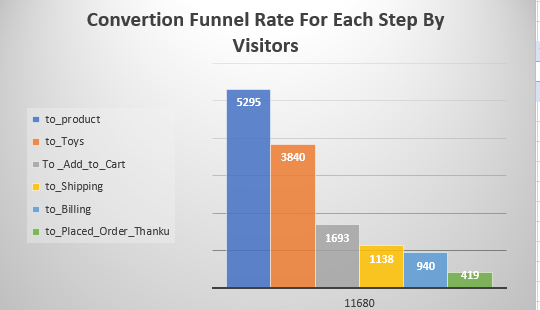 Convertion Funnel Rate For Each Step By
Visitors
to_product
to_Toys
To _Add_to_Cart
to_Shipping
to_Billing
to_Placed_Order_Thanku
5295
3840
1693
1138
940
419
11680